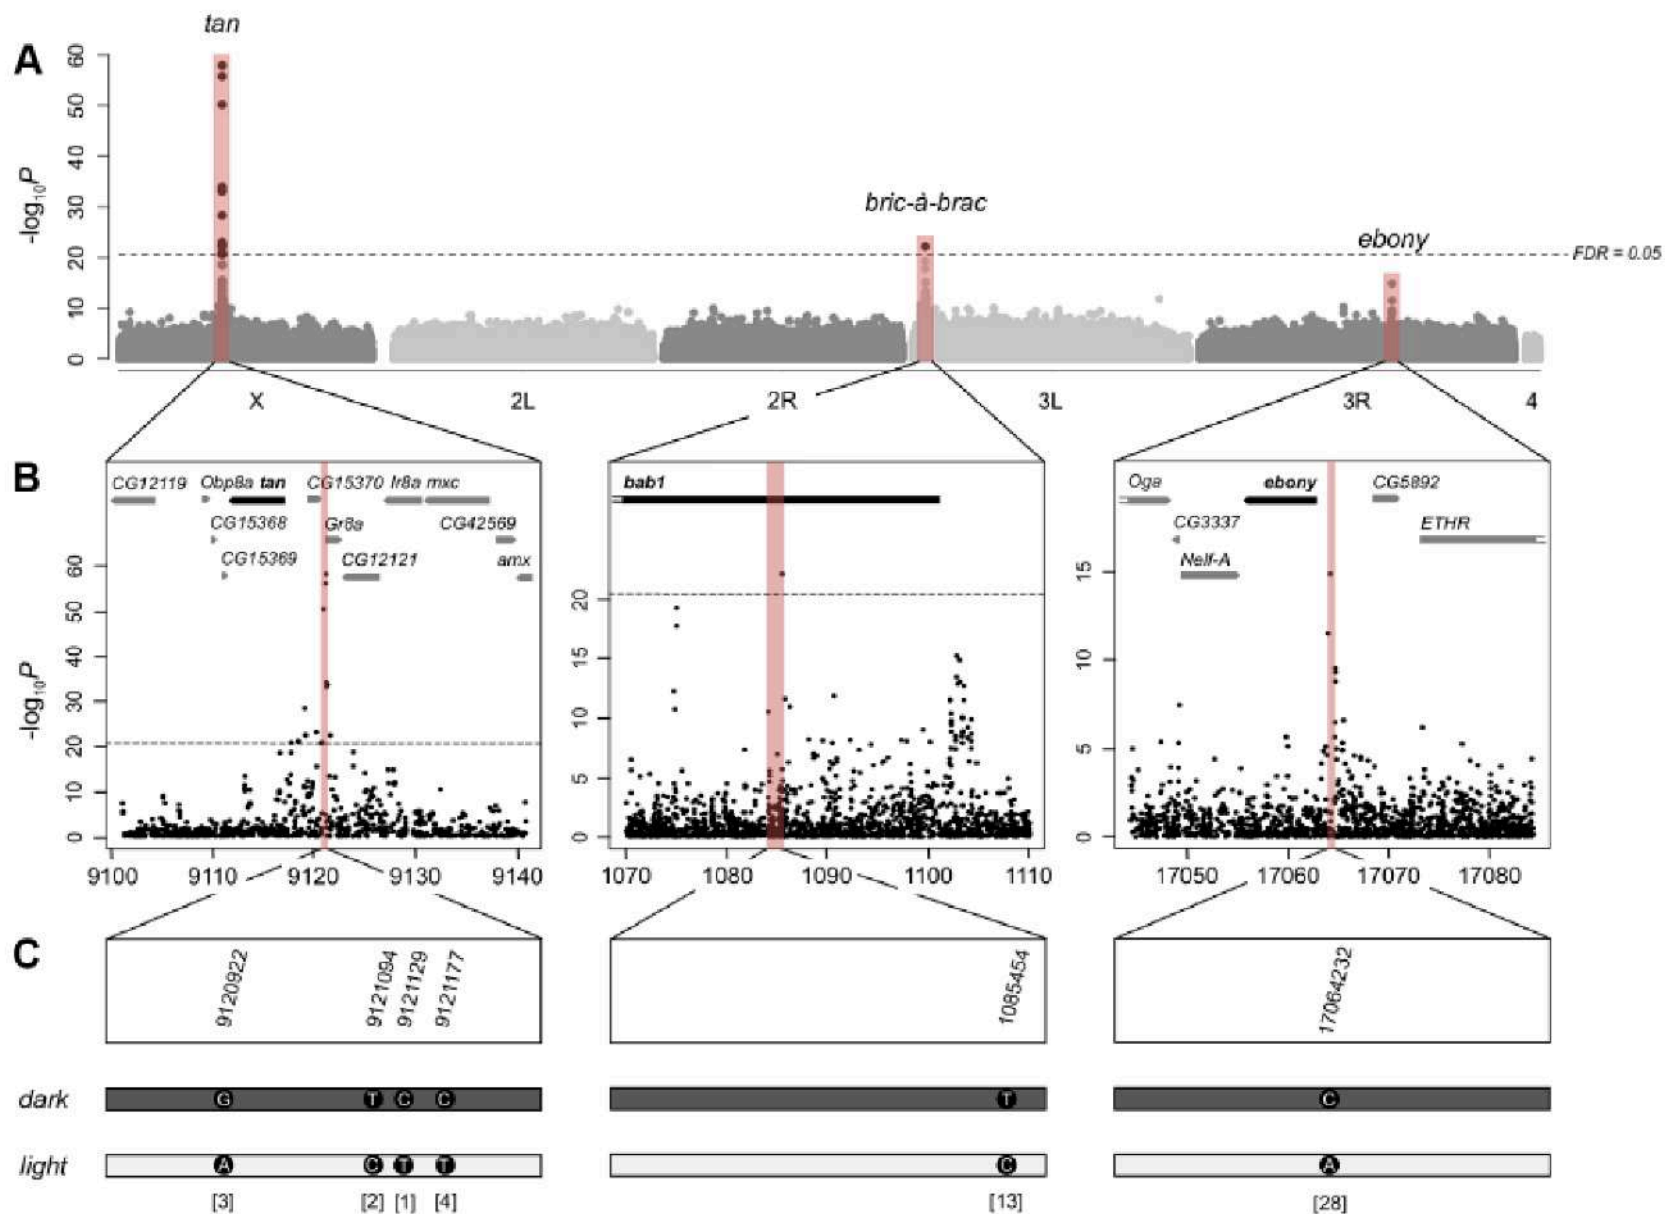 tan
A
60
50
40
30
20
10
0
-log10P
bric-à-brac
ebony
FDR = 0.05
X
2L
2R
3L
3R
4
B
CG12119
Obp8a tan
CG15370
Ir8a
mxc
CG15368
Gr8a
CG42569
CG15369
CG12121
amx
60
50
40
30
20
10
0
-log10P
9100
9110
9120
9130
9140
bab1
20
15
10
5
0
1070
1080
1090
1100
1110
Oga
ebony
CG5892
CG3337
ETHR
Nelf-A
15
10
5
0
17050
17060
17070
17080
C
9120922
9121094
9121129
9121177
1085454
17064232
dark
G T C C
T
C
light
A C T T
C
A
[3] [2] [1] [4]
[13]
[28]